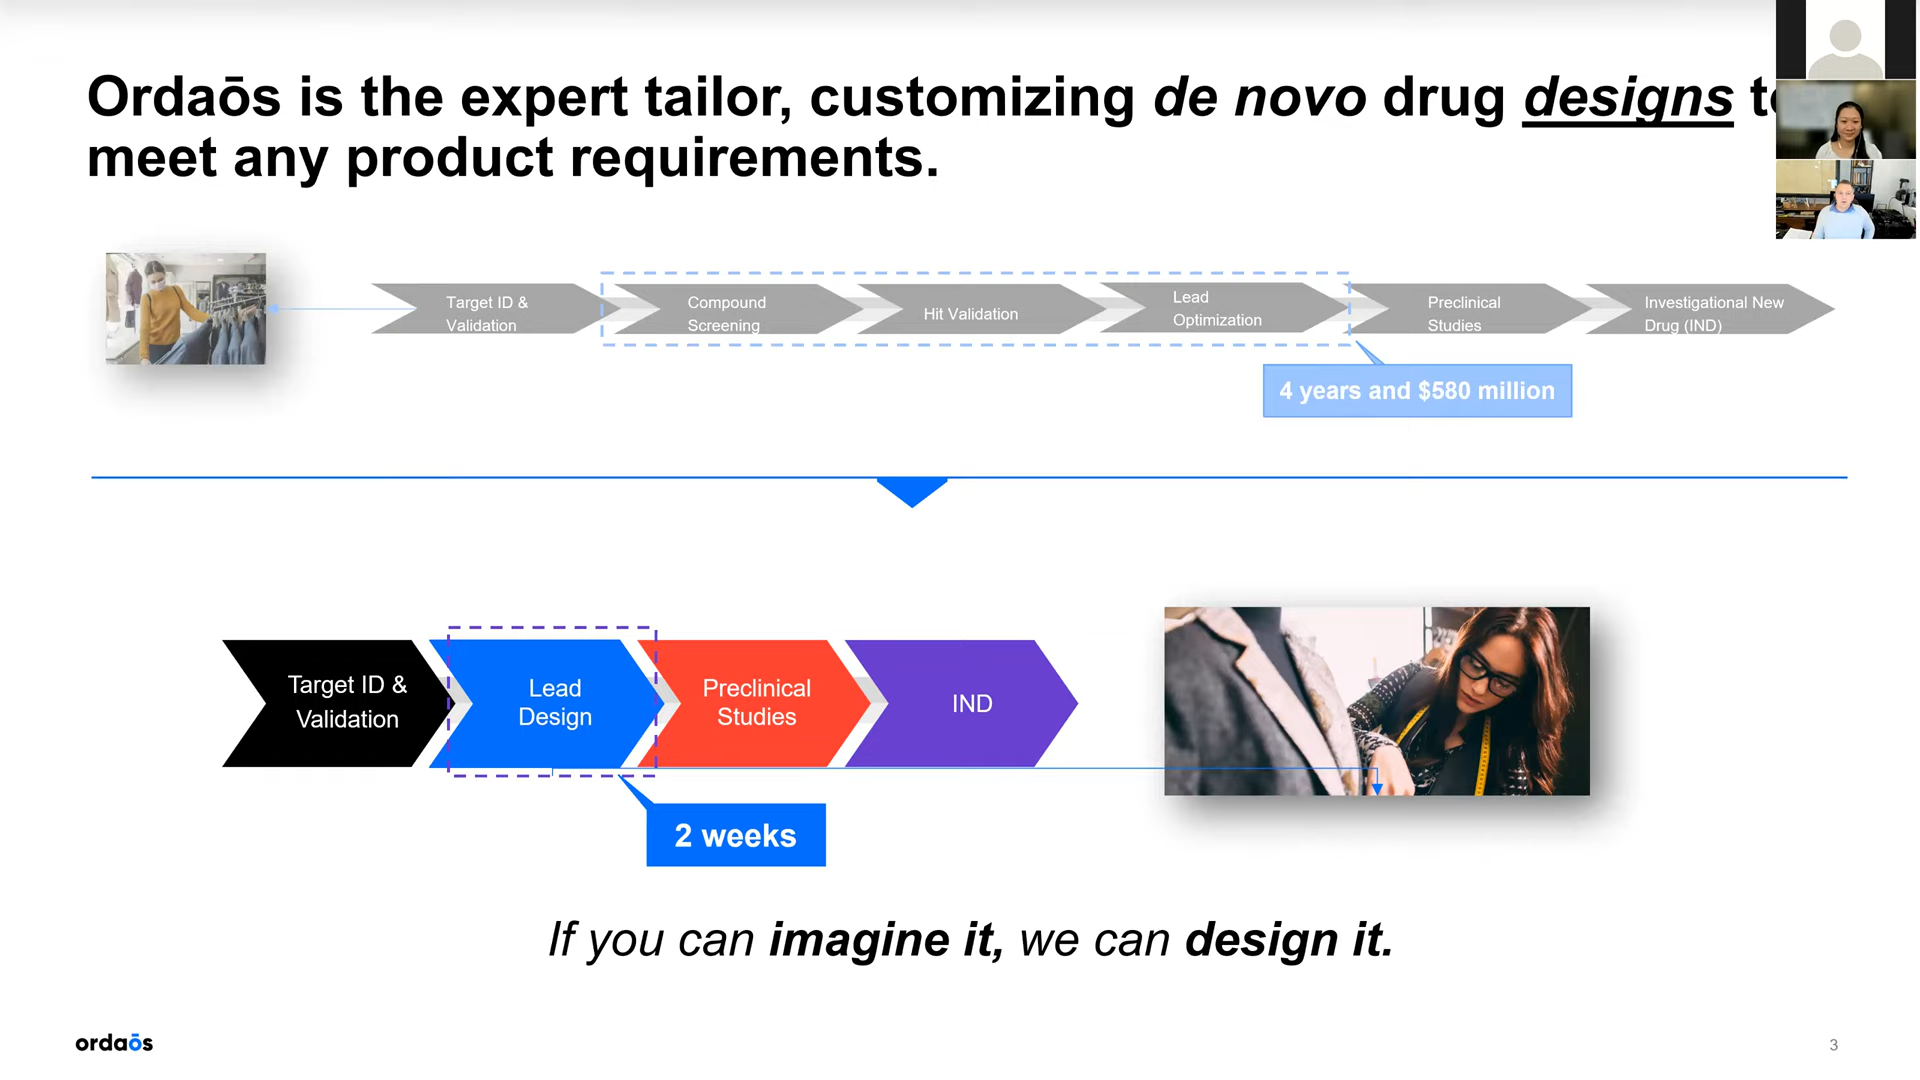 Ordaōs is the expert tailor, customizing de novo drug designs
meet any product requirements.
Target ID &
Validation
Compound
Screening
Hit Validation
Lead
Optimization
Preclinical
Studies
Investigational New
Drug (IND)
4 years and $580 million
Target ID &
Validation
Lead
Design
Preclinical
Studies
IND
2 weeks
If you can imagine it, we can design it.
ordaōs
3